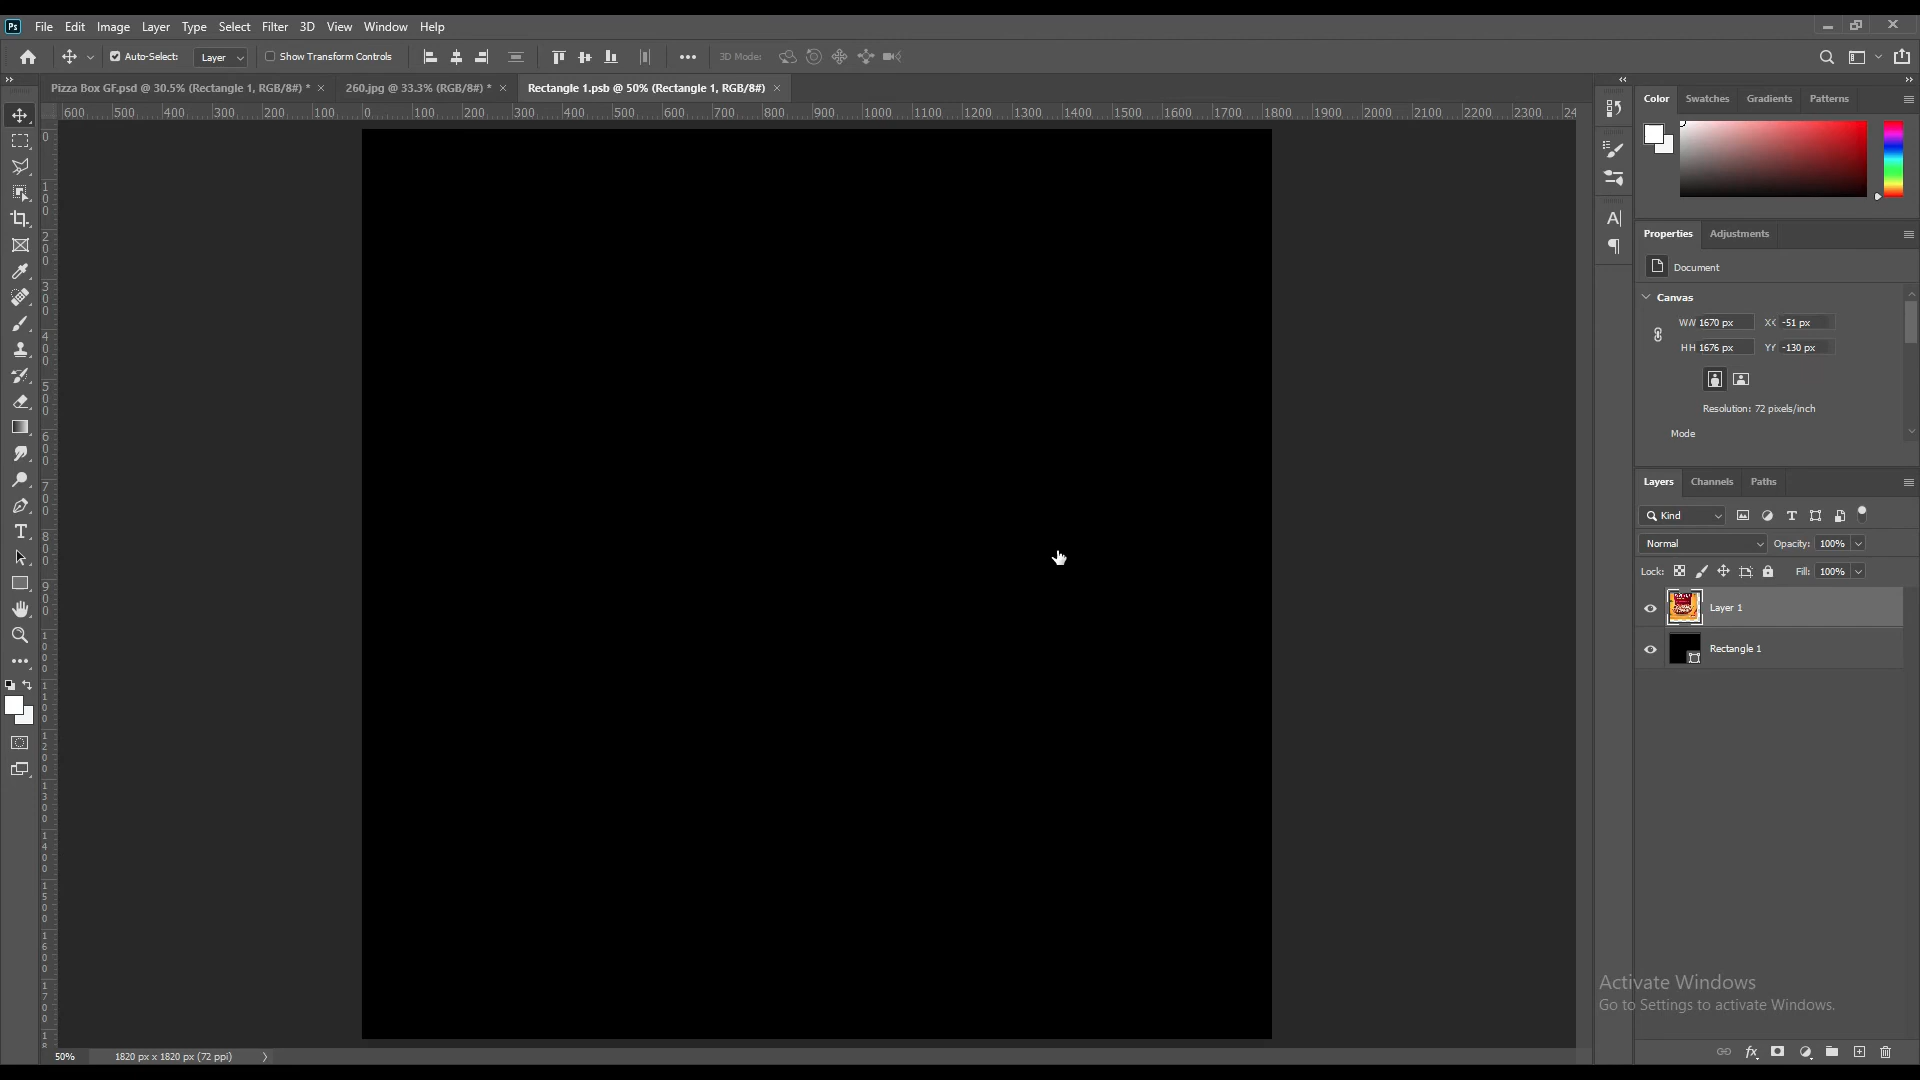 Ps File Edit Image Layer Type Select Filter 3D View Window Help
Auto-Select: Layer Show Transform Controls 3D Mode:
Pizza Box GF.psd @ 30.5% (Rectangle 1, RGB/8#) * × 260.jpg @ 33.3% (RGB/8#) * × Rectangle 1.psb @ 50% (Rectangle 1, RGB/8#) ×
600 500 400 300 200 100 0 100 200 300 400 500 600 700 800 900 1000 1100 1200 1300 1400 1500 1600 1700 1800 1900 2000 2100 2200 2300 24
0
100
200
300
400
500
600
700
800
900
1000
1100
1200
1300
1400
1500
1600
1700
18
Color Swatches Gradients Patterns
Properties Adjustments
Document
Canvas
W 1670 px X -51 px
H 1676 px Y -130 px
Resolution: 72 pixels/inch
Mode
Layers Channels Paths
Kind
Normal Opacity: 100%
Lock: Fill: 100%
Layer 1
Rectangle 1
Activate Windows
Go to Settings to activate Windows.
fx
50% 1820 px x 1820 px (72 ppi)